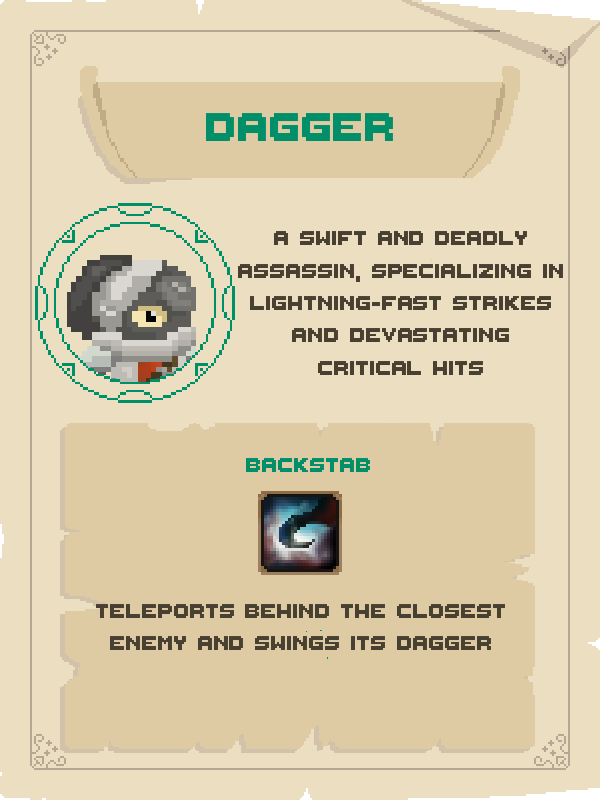 DAGGER
A SWIFT AND DEADLY
ASSASSIN, SPECIALIZING IN
LIGHTNING-FAST STRIKES
AND DEVASTATING
CRITICAL HITS
BACKSTAB
TELEPORTS BEHIND THE CLOSEST
ENEMY AND SWINGS ITS DAGGER